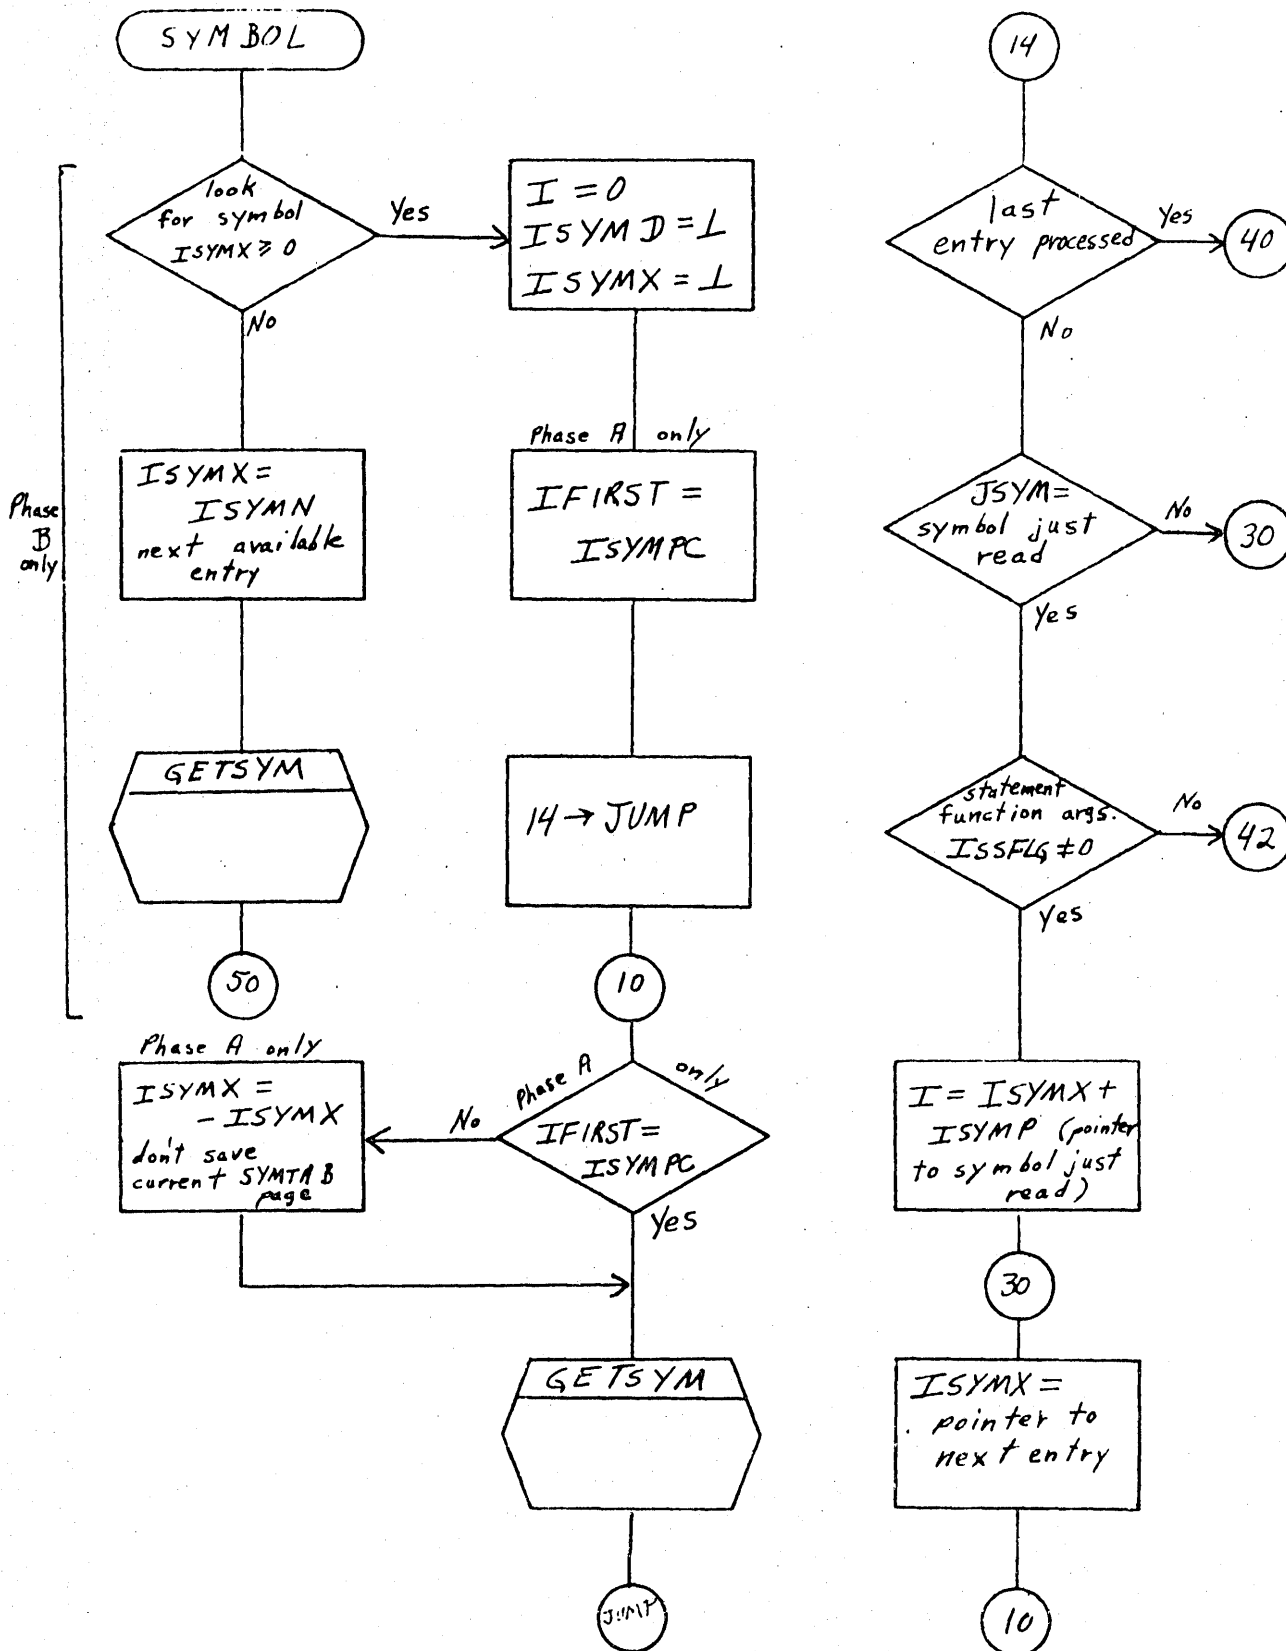 SYMBOL
look
for symbol
ISYMX ≥ 0
Yes
No
Phase
B
only
ISYMX =
ISYMN
next available
entry
GETSYM
50
Phase A only
ISYMX =
- ISYMX
don't save
current SYMTAB
page
I = 0
ISYMD = 1
ISYMX = 1
Phase A only
IFIRST =
ISYMPC
14 → JUMP
10
Phase A only
IFIRST =
ISYMPC
No
Yes
GETSYM
JUMP
14
last
entry processed
Yes
40
No
JSYM =
symbol just
read
No
30
Yes
statement
function args.
ISSFLG ≠ 0
No
42
Yes
I = ISYMX +
ISYMP (pointer
to symbol just
read)
30
ISYMX =
pointer to
next entry
10